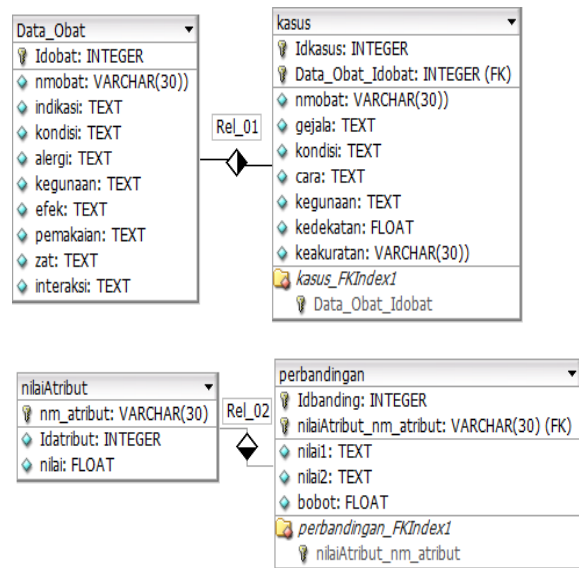 Data_Obat
Idobat: INTEGER
nmobat: VARCHAR(30))
indikasi: TEXT
kondisi: TEXT
alergi: TEXT
kegunaan: TEXT
efek: TEXT
pemakaian: TEXT
zat: TEXT
interaksi: TEXT
Rel_01
kasus
Idkasus: INTEGER
Data_Obat_Idobat: INTEGER (FK)
nmobat: VARCHAR(30))
gejala: TEXT
kondisi: TEXT
cara: TEXT
kegunaan: TEXT
kedekatan: FLOAT
keakuratan: VARCHAR(30))
kasus_FKIndex1
Data_Obat_Idobat
nilaiAtribut
nm_atribut: VARCHAR(30)
Idatribut: INTEGER
nilai: FLOAT
Rel_02
perbandingan
Idbanding: INTEGER
nilaiAtribut_nm_atribut: VARCHAR(30) (FK)
nilai1: TEXT
nilai2: TEXT
bobot: FLOAT
perbandingan_FKIndex1
nilaiAtribut_nm_atribut